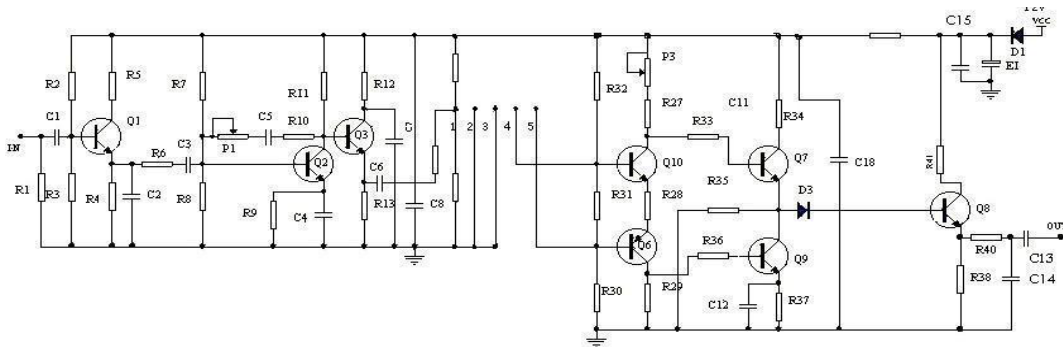 C15
12v
vcc
D1
EI
R2
R5
R7
RI1
R12
R32
P3
R27
C11
R34
C1
Q1
C5
R10
Q3
C7
R33
IN
R6
C3
P1
1
2
3
4
5
Q2
C6
Q10
Q7
C18
R41
R1
R3
R4
C2
R8
R9
C4
R13
C8
R31
R28
R35
D3
Q8
Q6
R36
Q9
OUT
R40
C13
R38
C14
R30
R29
C12
R37